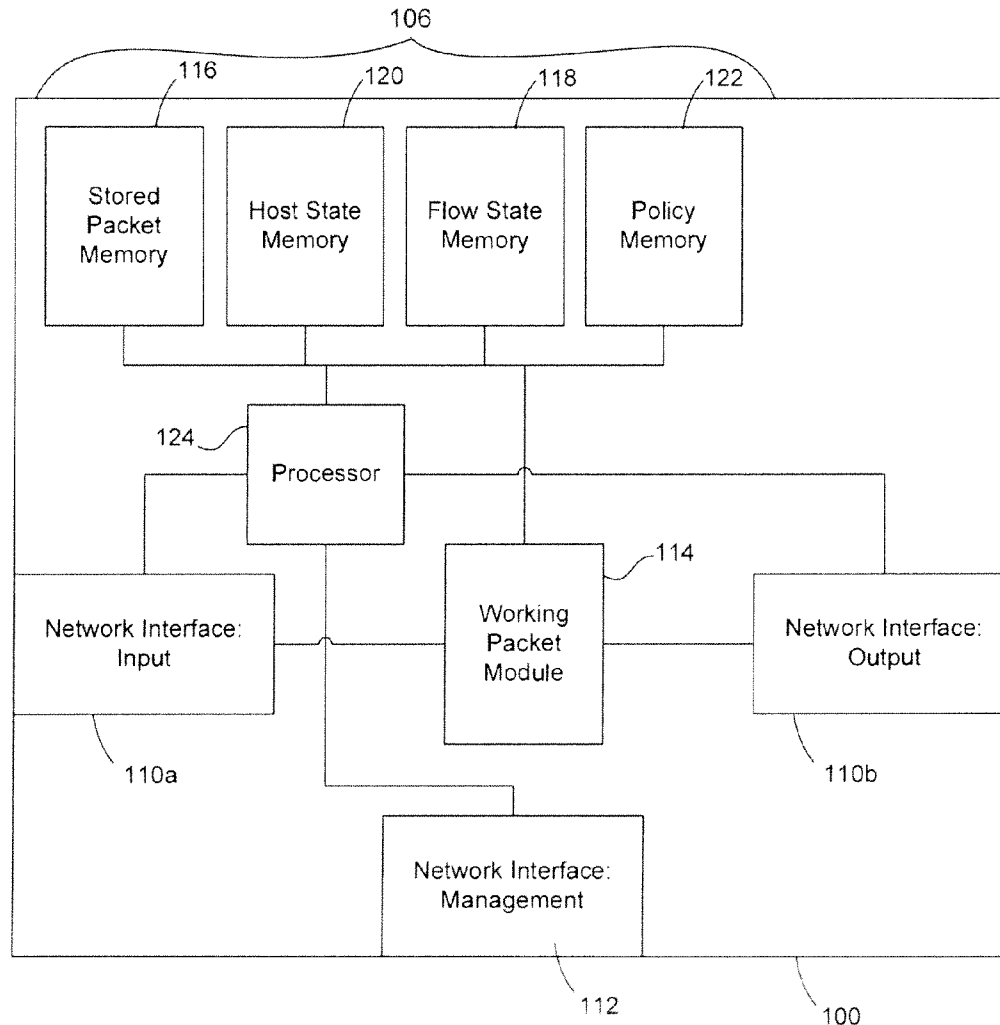 106
116
120
118
122
Stored
Packet
Memory
Host State
Memory
Flow State
Memory
Policy
Memory
124
Processor
114
Network Interface:
Input
Working
Packet
Module
Network Interface:
Output
110a
110b
Network Interface:
Management
112
100